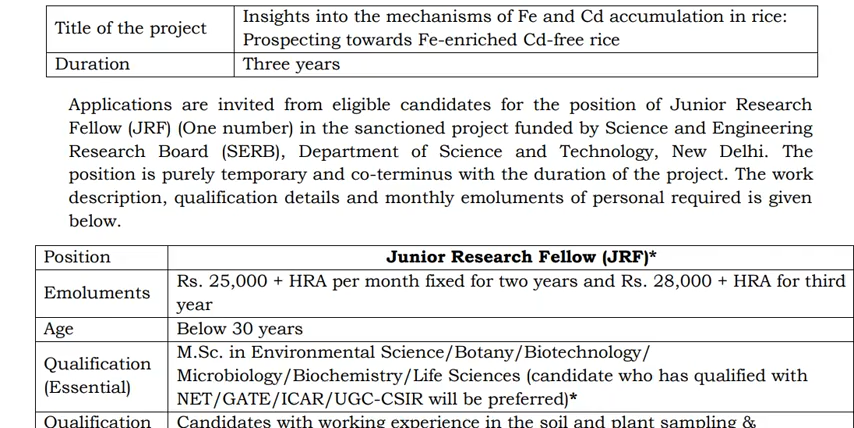 Title of the project
Insights into the mechanisms of Fe and Cd accumulation in rice:
Prospecting towards Fe-enriched Cd-free rice
Duration
Three years
Applications are invited from eligible candidates for the position of Junior Research
Fellow (JRF) (One number) in the sanctioned project funded by Science and Engineering
Research Board (SERB), Department of Science and Technology, New Delhi. The
position is purely temporary and co-terminus with the duration of the project. The work
description, qualification details and monthly emoluments of personal required is given
below.
Position
Junior Research Fellow (JRF)*
Emoluments
Rs. 25,000 + HRA per month fixed for two years and Rs. 28,000 + HRA for third
year
Age
Below 30 years
Qualification
(Essential)
M.Sc. in Environmental Science/Botany/Biotechnology/
Microbiology/Biochemistry/Life Sciences (candidate who has qualified with
NET/GATE/ICAR/UGC-CSIR will be preferred)*
Qualification
Candidates with working experience in the soil and plant sampling &